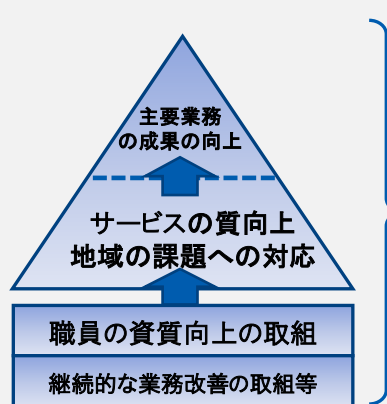 主要業務
の成果の向上
サービスの質向上
地域の課題への対応
職員の資質向上の取組
継続的な業務改善の取組等